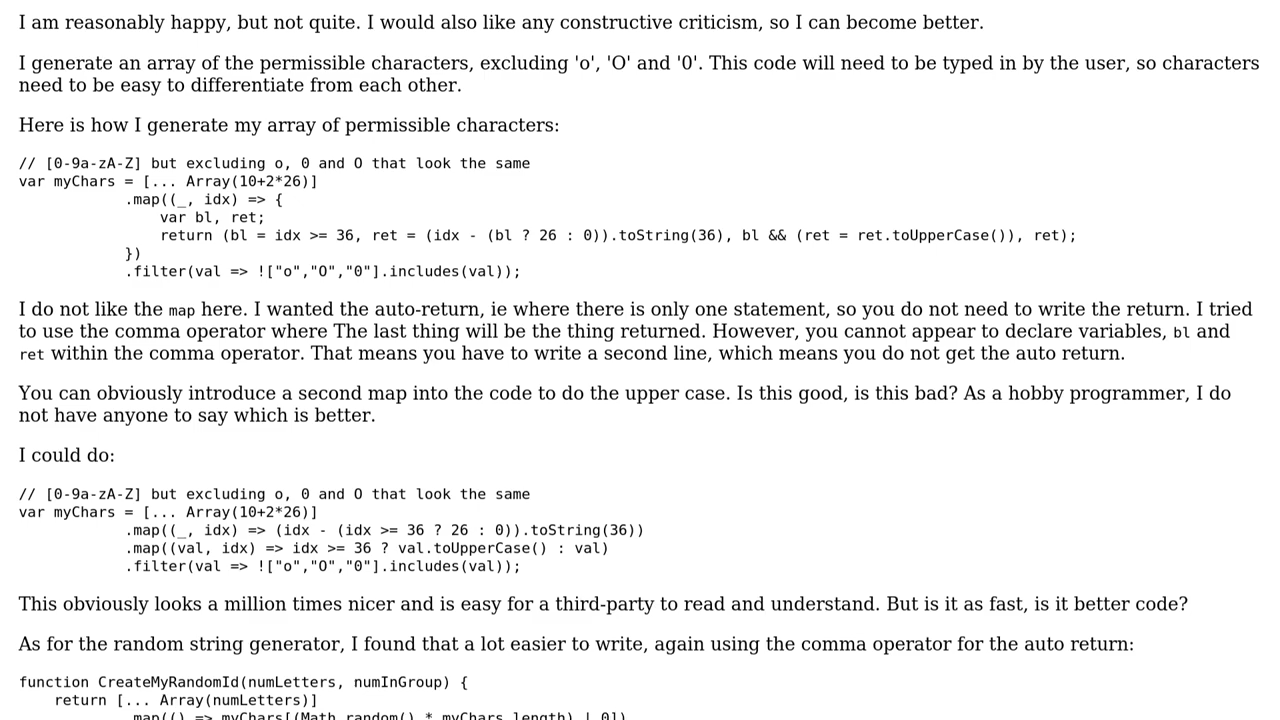 I am reasonably happy, but not quite. I would also like any constructive criticism, so I can become better.
I generate an array of the permissible characters, excluding 'o', 'O' and '0'. This code will need to be typed in by the user, so characters
need to be easy to differentiate from each other.
Here is how I generate my array of permissible characters:
// [0-9a-zA-Z] but excluding o, 0 and O that look the same
var myChars = [... Array(10+2*26)]
            .map((_, idx) => {
                var bl, ret;
                return (bl = idx >= 36, ret = (idx - (bl ? 26 : 0)).toString(36), bl && (ret = ret.toUpperCase()), ret);
            })
            .filter(val => !["o","O","0"].includes(val));
I do not like the map here. I wanted the auto-return, ie where there is only one statement, so you do not need to write the return. I tried
to use the comma operator where The last thing will be the thing returned. However, you cannot appear to declare variables, bl and
ret within the comma operator. That means you have to write a second line, which means you do not get the auto return.
You can obviously introduce a second map into the code to do the upper case. Is this good, is this bad? As a hobby programmer, I do
not have anyone to say which is better.
I could do:
// [0-9a-zA-Z] but excluding o, 0 and O that look the same
var myChars = [... Array(10+2*26)]
            .map((_, idx) => (idx - (idx >= 36 ? 26 : 0)).toString(36))
            .map((val, idx) => idx >= 36 ? val.toUpperCase() : val)
            .filter(val => !["o","O","0"].includes(val));
This obviously looks a million times nicer and is easy for a third-party to read and understand. But is it as fast, is it better code?
As for the random string generator, I found that a lot easier to write, again using the comma operator for the auto return:
function CreateMyRandomId(numLetters, numInGroup) {
    return [... Array(numLetters)]
            .map(() => myChars[(Math.random() * myChars.length) | 0])